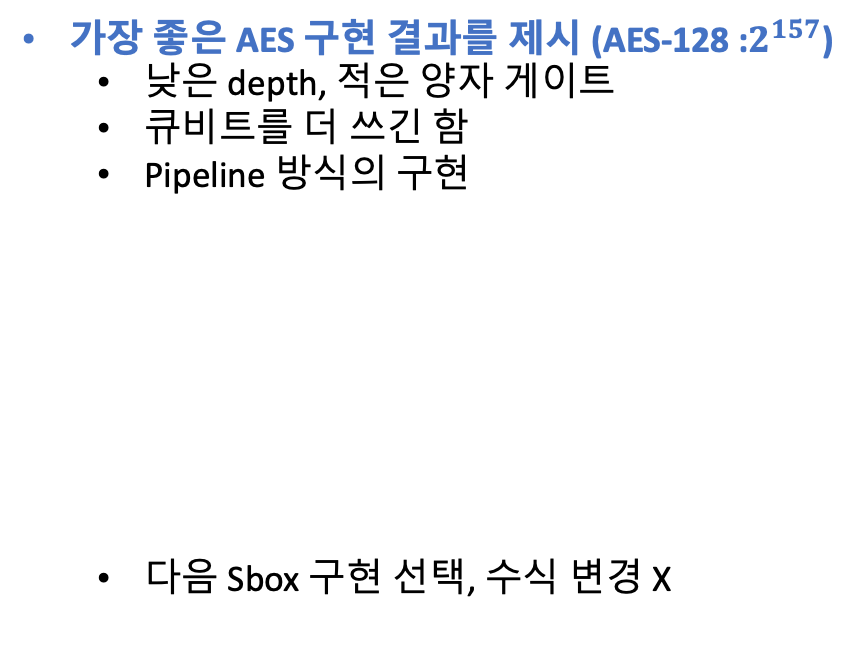 • 가장 좋은 AES 구현 결과를 제시 (AES-128 :2¹⁵⁷)
• 낮은 depth, 적은 양자 게이트
• 큐비트를 더 쓰긴 함
• Pipeline 방식의 구현
• 다음 Sbox 구현 선택, 수식 변경 X